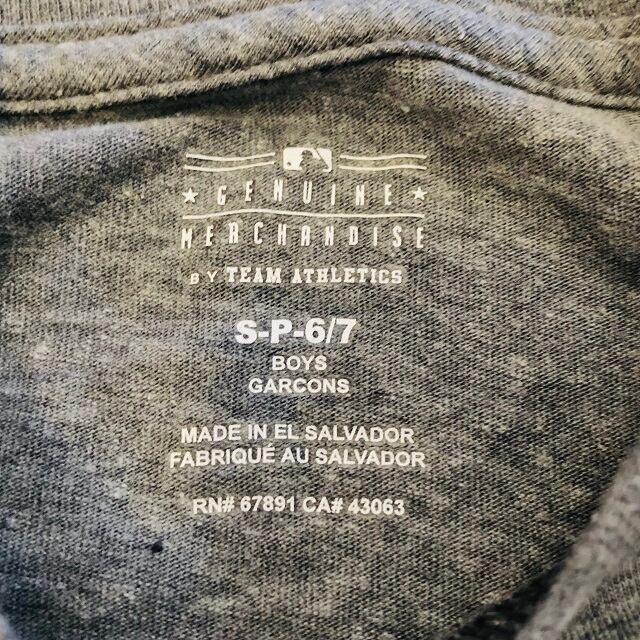 ★ GENUINE ★
MERCHANDISE
BY TEAM ATHLETICS
S-P-6/7
BOYS
GARCONS
MADE IN EL SALVADOR
FABRIQUÉ AU SALVADOR
RN# 67891 CA# 43063